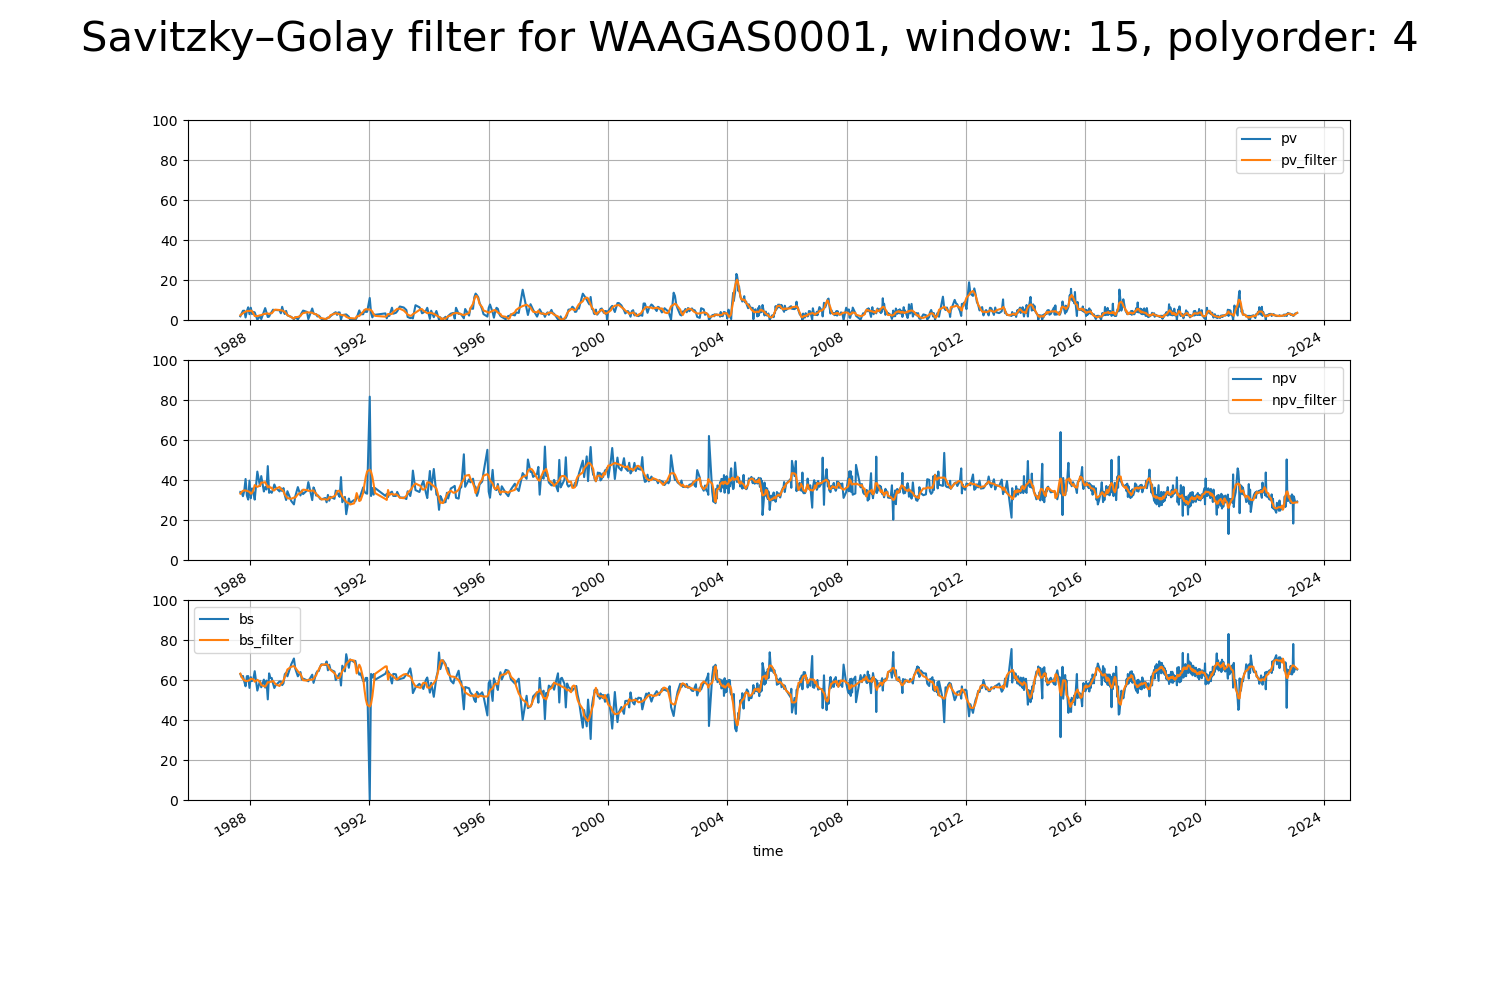 Savitzky–Golay filter for WAAGAS0001, window: 15, polyorder: 4
100
80
60
40
20
0
pv
pv_filter
1988 1992 1996 2000 2004 2008 2012 2016 2020 2024
100
80
60
40
20
0
npv
npv_filter
1988 1992 1996 2000 2004 2008 2012 2016 2020 2024
100
80
60
40
20
0
bs
bs_filter
1988 1992 1996 2000 2004 2008 2012 2016 2020 2024
time